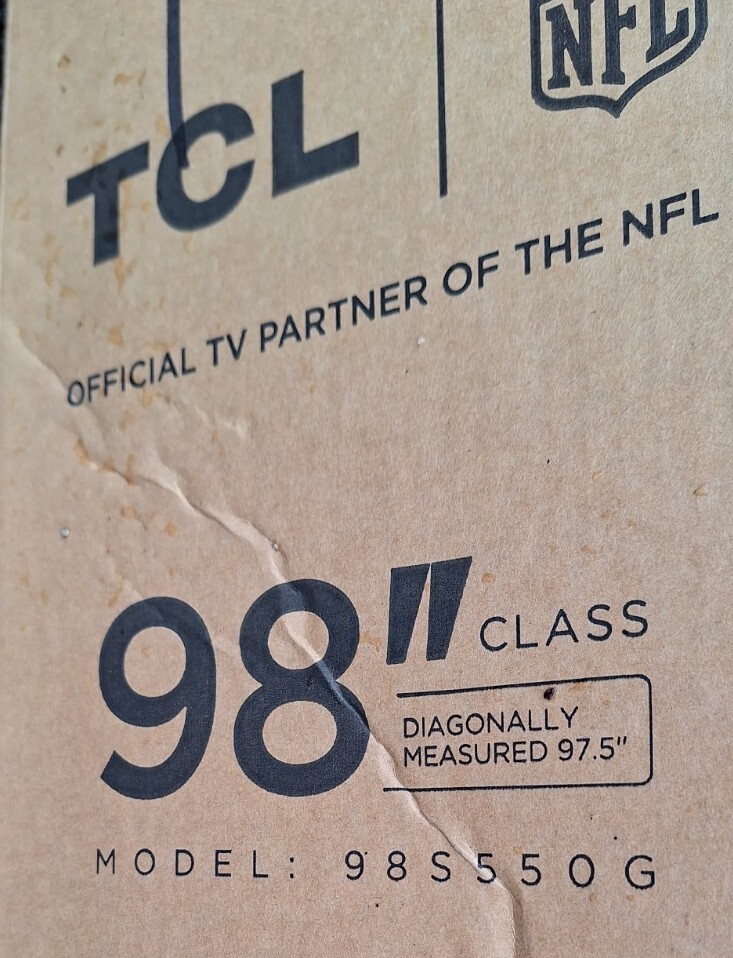 TCL
NFL
OFFICIAL TV PARTNER OF THE NFL
98" CLASS
DIAGONALLY
MEASURED 97.5"
MODEL: 98S550G